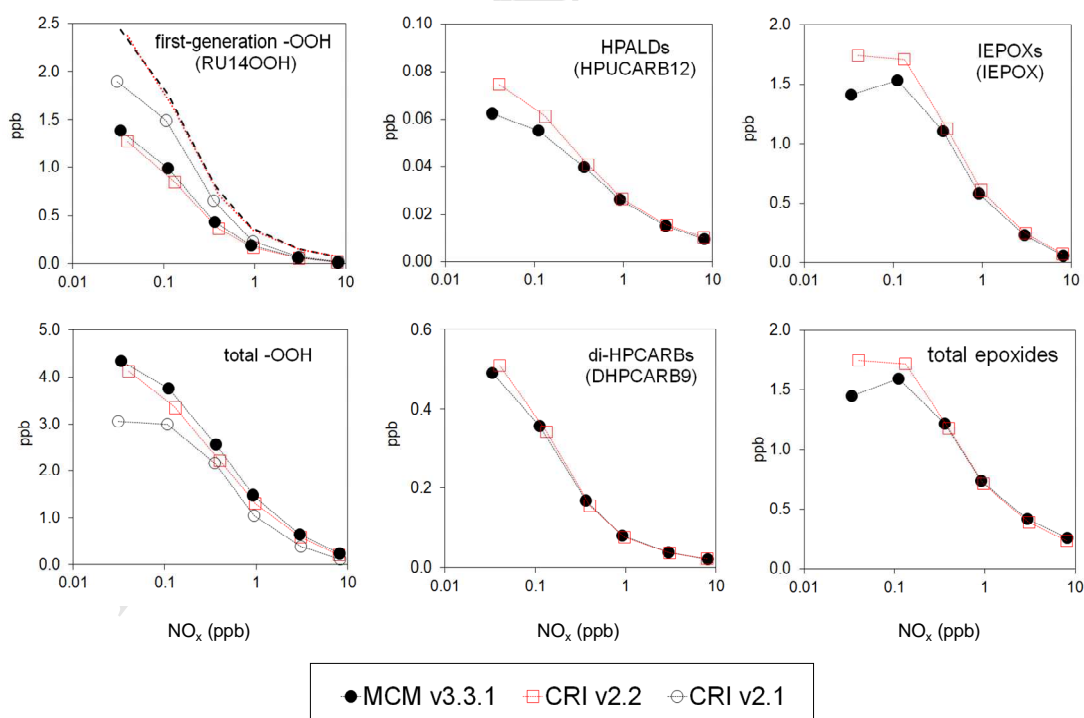 2.5
2.0
1.5
1.0
0.5
0.0
ppb
first-generation -OOH
(RU14OOH)
0.01
0.1
1
10
0.10
0.08
0.06
0.04
0.02
0.00
ppb
HPALDs
(HPUCARB12)
0.01
0.1
1
10
2.0
1.5
1.0
0.5
0.0
ppb
IEPOXs
(IEPOX)
0.01
0.1
1
10
5.0
4.0
3.0
2.0
1.0
0.0
ppb
total -OOH
0.01
0.1
1
10
NOx (ppb)
0.6
0.4
0.2
0.0
ppb
di-HPCARBs
(DHPCARB9)
0.01
0.1
1
10
NOx (ppb)
2.0
1.5
1.0
0.5
0.0
ppb
total epoxides
0.01
0.1
1
10
NOx (ppb)
MCM v3.3.1 CRI v2.2 CRI v2.1